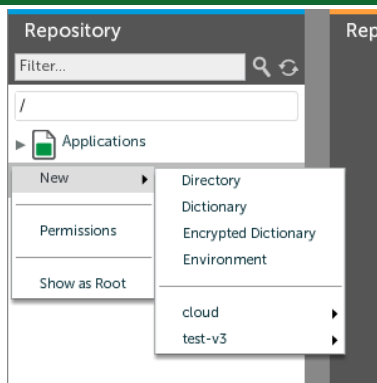 Repository
Rep
Filter...
/
Applications
New
Permissions
Show as Root
Directory
Dictionary
Encrypted Dictionary
Environment
cloud
test-v3